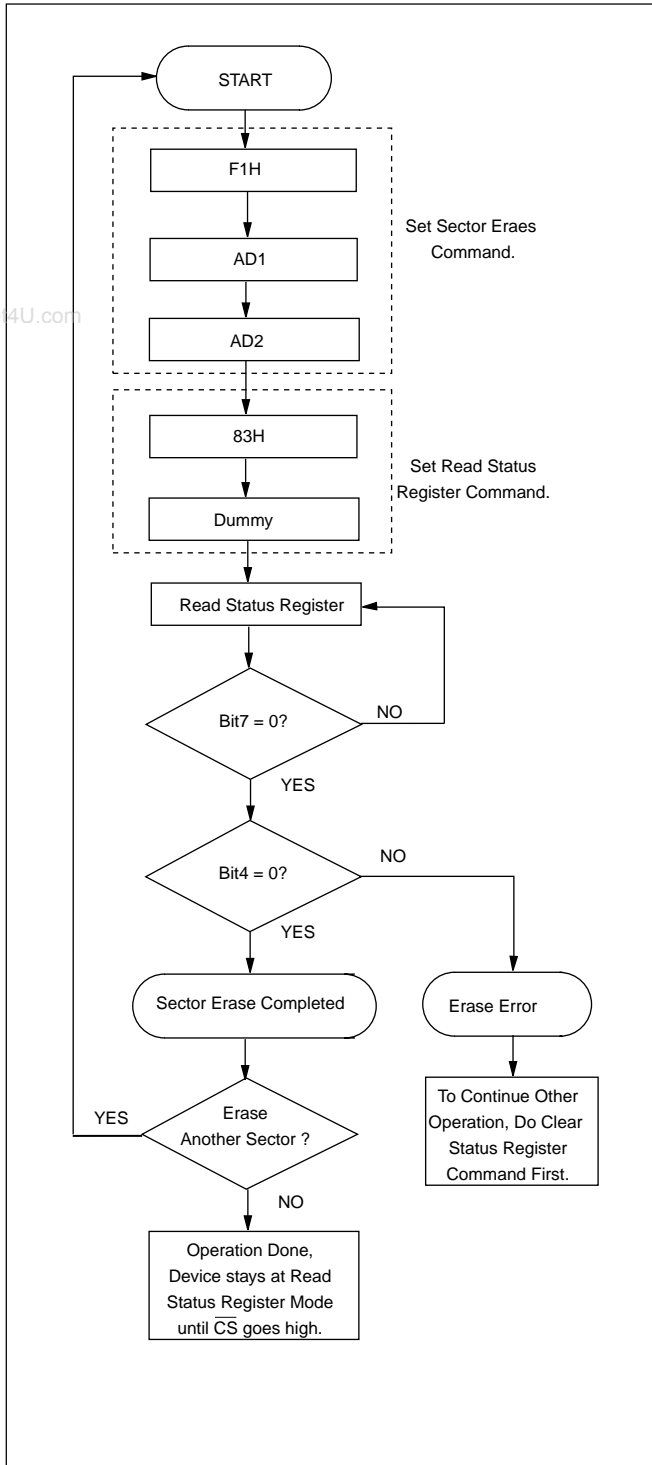 START
F1H
Set Sector Eraes
Command.
AD1
t4U.com
AD2
83H
Set Read Status
Register Command.
Dummy
Read Status Register
Bit7 = 0?
NO
YES
Bit4 = 0?
NO
YES
Sector Erase Completed
Erase Error
YES
Erase
Another Sector ?
To Continue Other
Operation, Do Clear
Status Register
Command First.
NO
Operation Done,
Device stays at Read
Status Register Mode
until C̅S̅ goes high.